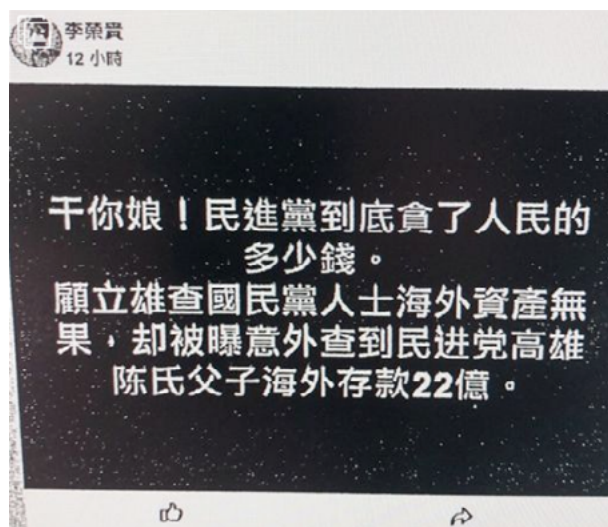 李榮貴
12 小時
干你娘！民進黨到底貪了人民的
多少錢。
顧立雄查國民黨人士海外資產無
果，却被曝意外查到民进党高雄
陈氏父子海外存款22億。